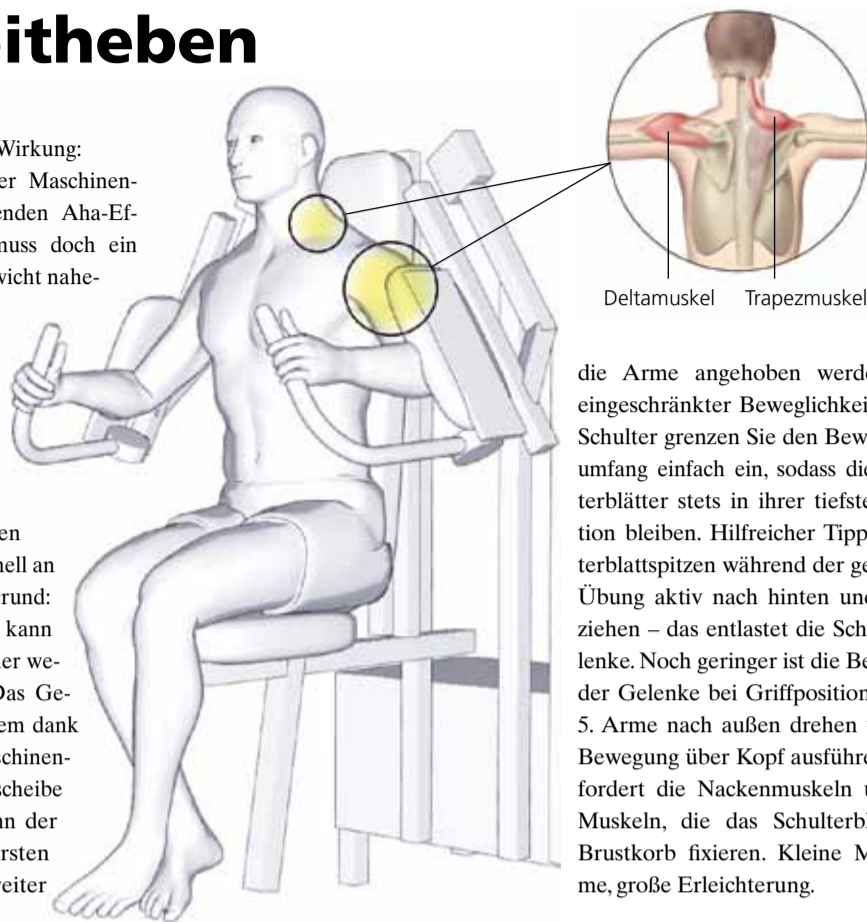 itheben
Wirkung:
er Maschinen-
enden Aha-Ef-
muss doch ein
wicht nahe-
en
nell an
rund:
kann
er we-
Das Ge-
em dank
schinen-
scheibe
nn der
rsten
weiter
Deltamuskel Trapezmuskel
die Arme angehoben werde
eingeschränkter Beweglichkei
Schulter grenzen Sie den Bew
umfang einfach ein, sodass die
terblätter stets in ihrer tiefste
tion bleiben. Hilfreicher Tipp
terblattspitzen während der ge
Übung aktiv nach hinten und
ziehen – das entlastet die Sch
lenke. Noch geringer ist die Be
der Gelenke bei Griffposition
5. Arme nach außen drehen
Bewegung über Kopf ausführe
fordert die Nackenmuskeln u
Muskeln, die das Schulterbl
Brustkorb fixieren. Kleine M
me, große Erleichterung.